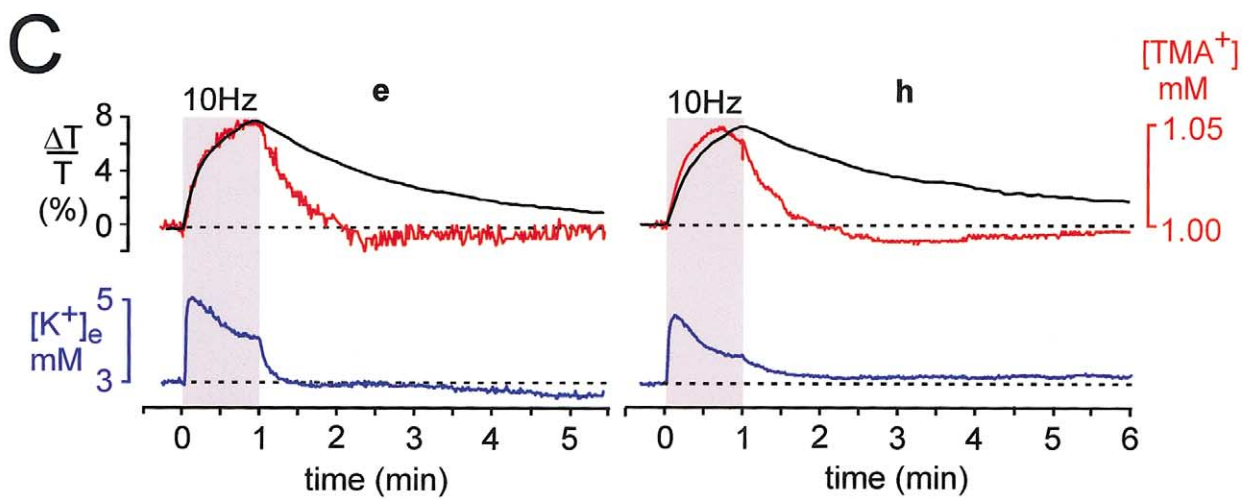 C
e
h
10Hz
10Hz
[TMA+]
mM
ΔT
T
(%)
8
4
0
1.05
1.00
[K+]e
mM
5
3
0 1 2 3 4 5
0 1 2 3 4 5 6
time (min)
time (min)